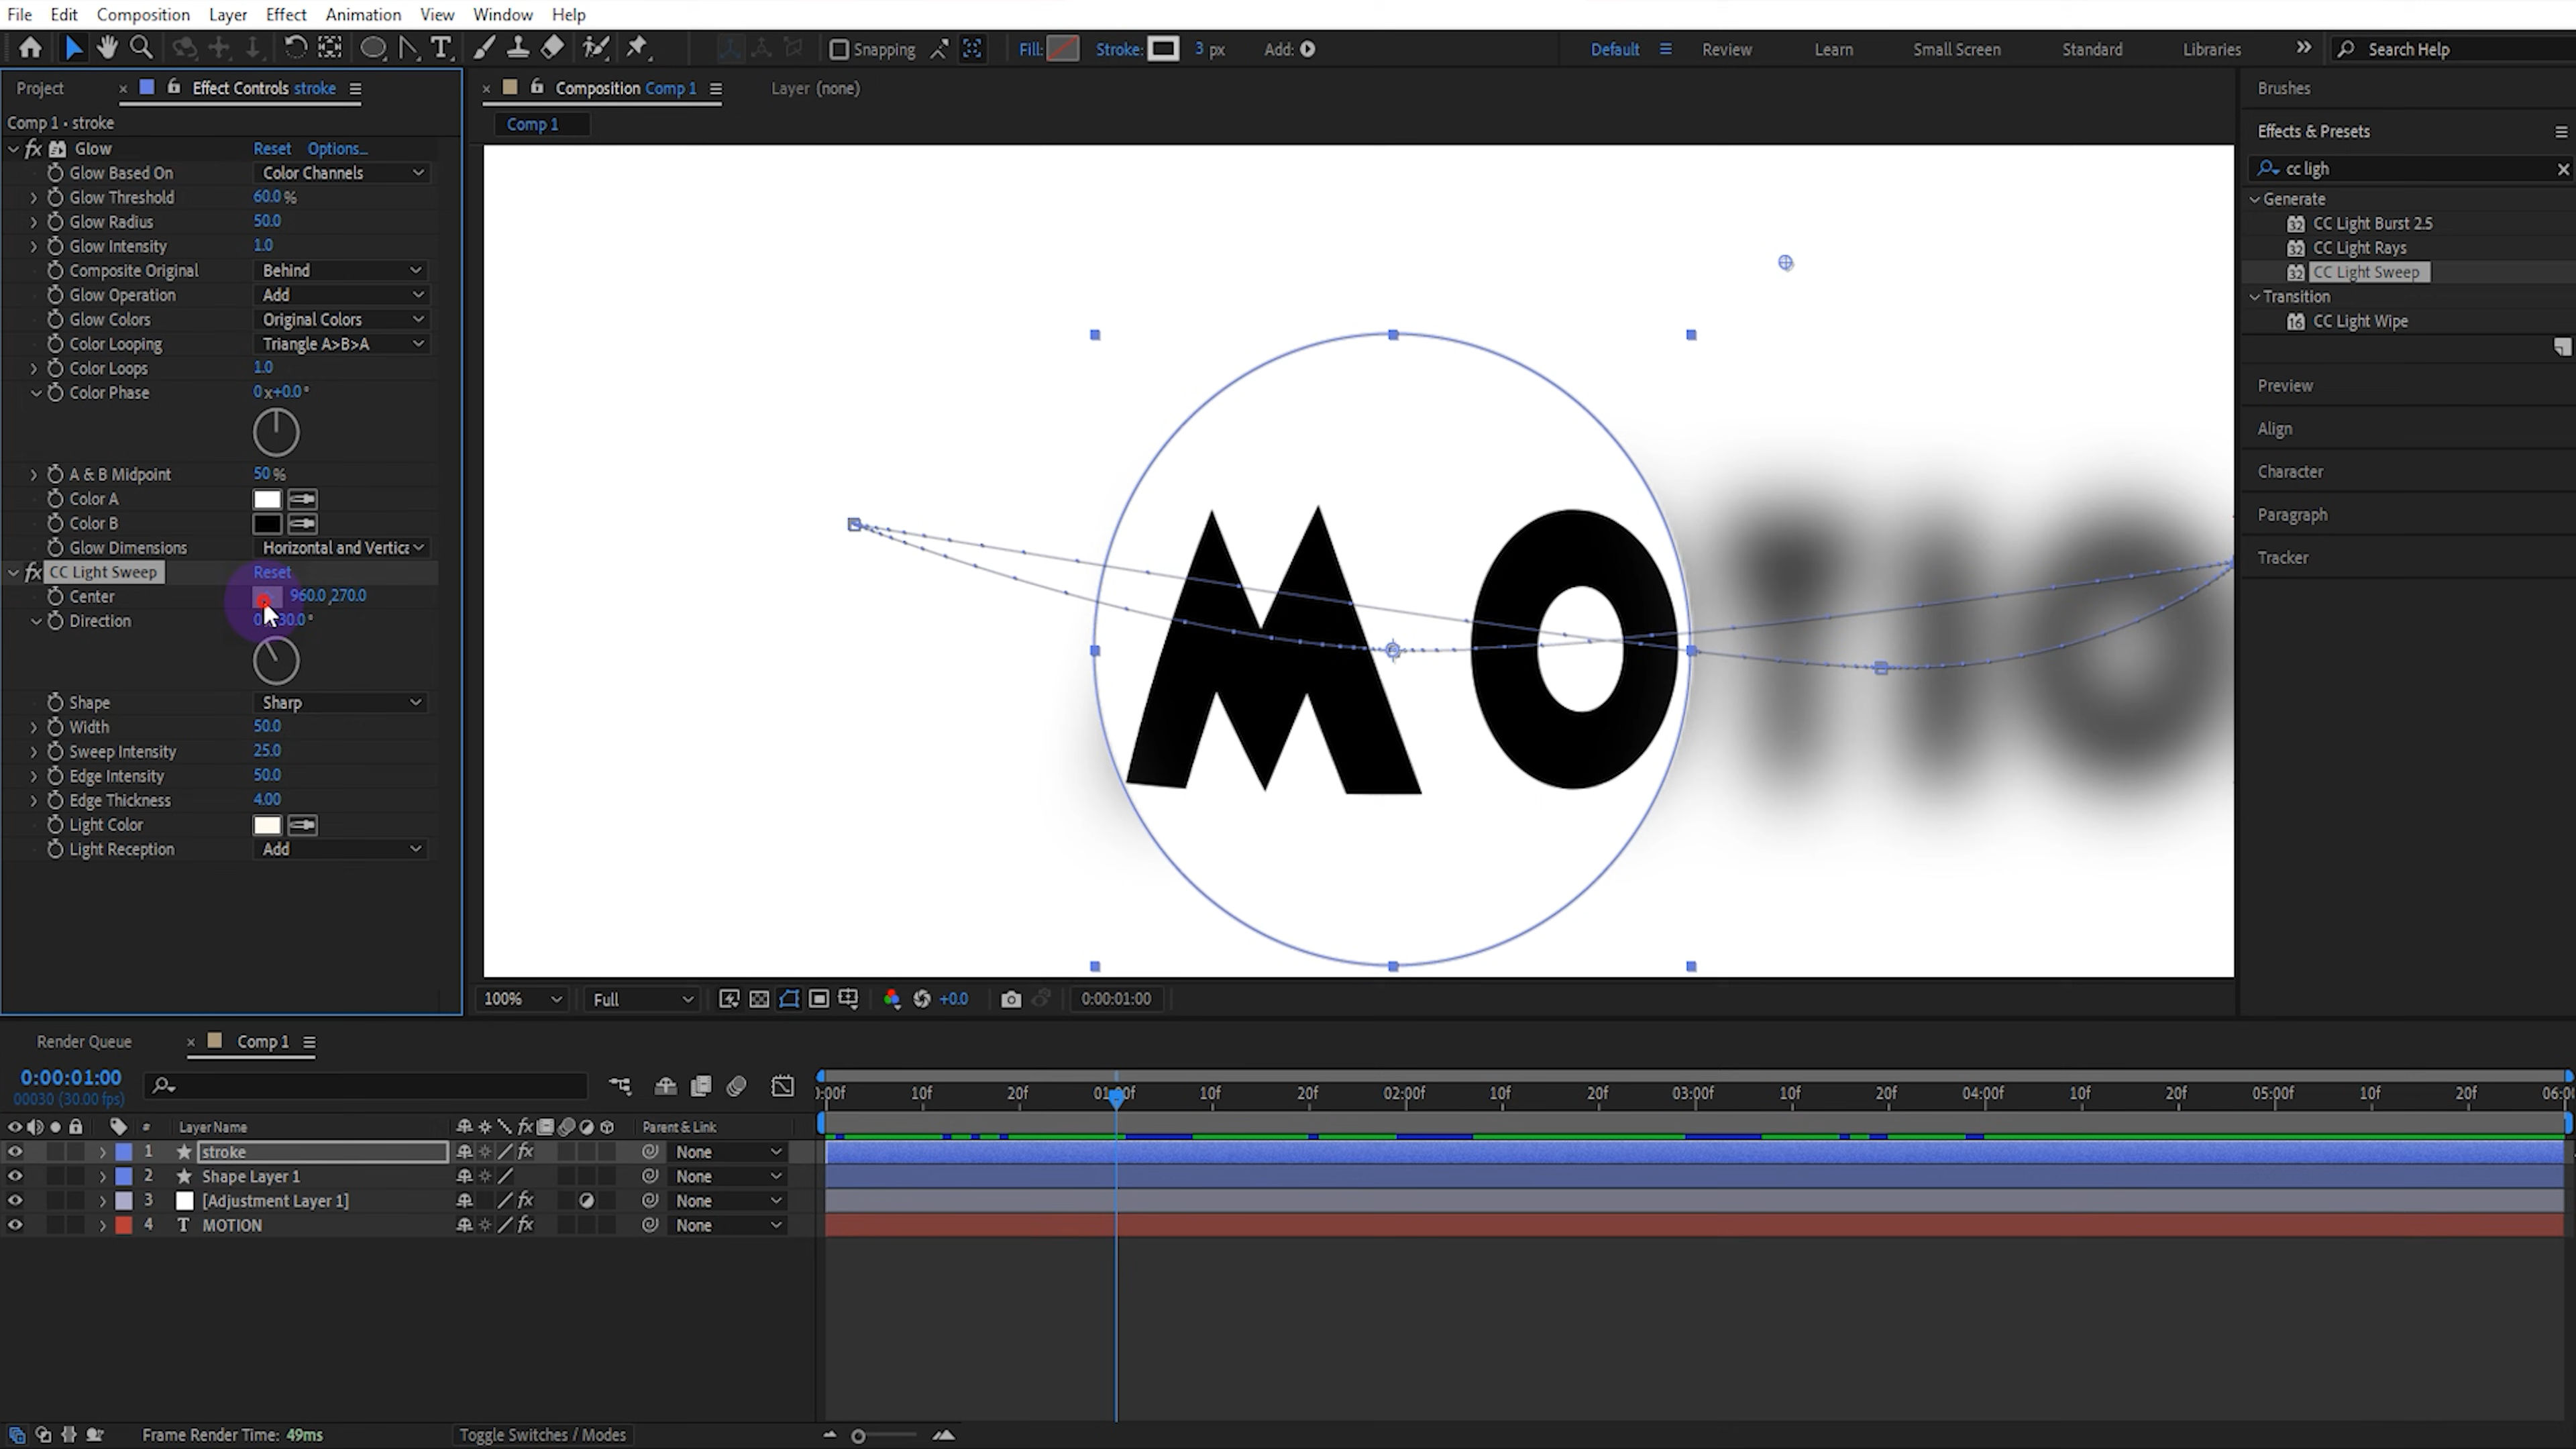 File Edit Composition Layer Effect Animation View Window Help
Snapping Fill: Stroke: 3 px Add: Default Review Learn Small Screen Standard Libraries Search Help
Project Effect Controls stroke
Composition Comp 1 Layer (none)
Comp 1 • stroke
Comp 1
Glow Reset Options...
Glow Based On Color Channels
Glow Threshold 60.0 %
Glow Radius 50.0
Glow Intensity 1.0
Composite Original Behind
Glow Operation Add
Glow Colors Original Colors
Color Looping Triangle A>B>A
Color Loops 1.0
Color Phase 0 x+0.0 °
A & B Midpoint 50 %
Color A
Color B
Glow Dimensions Horizontal and Vertica
CC Light Sweep Reset
Center 960.0 ,270.0
Direction
Shape Sharp
Width 50.0
Sweep Intensity 25.0
Edge Intensity 50.0
Edge Thickness 4.00
Light Color
Light Reception Add
MOTIO
Brushes
Effects & Presets
cc ligh
Generate
32 CC Light Burst 2.5
32 CC Light Rays
32 CC Light Sweep
Transition
16 CC Light Wipe
Preview
Align
Character
Paragraph
Tracker
100% Full +0.0 0:00:01:00
Render Queue Comp 1
0:00:01:00
00030 (30.00 fps)
):00f 10f 20f 01:00f 10f 20f 02:00f 10f 20f 03:00f 10f 20f 04:00f 10f 20f 05:00f 10f 20f 06:0
# Layer Name Parent & Link
1 stroke None
2 Shape Layer 1 None
3 [Adjustment Layer 1] None
4 T MOTION None
Frame Render Time: 49ms Toggle Switches / Modes